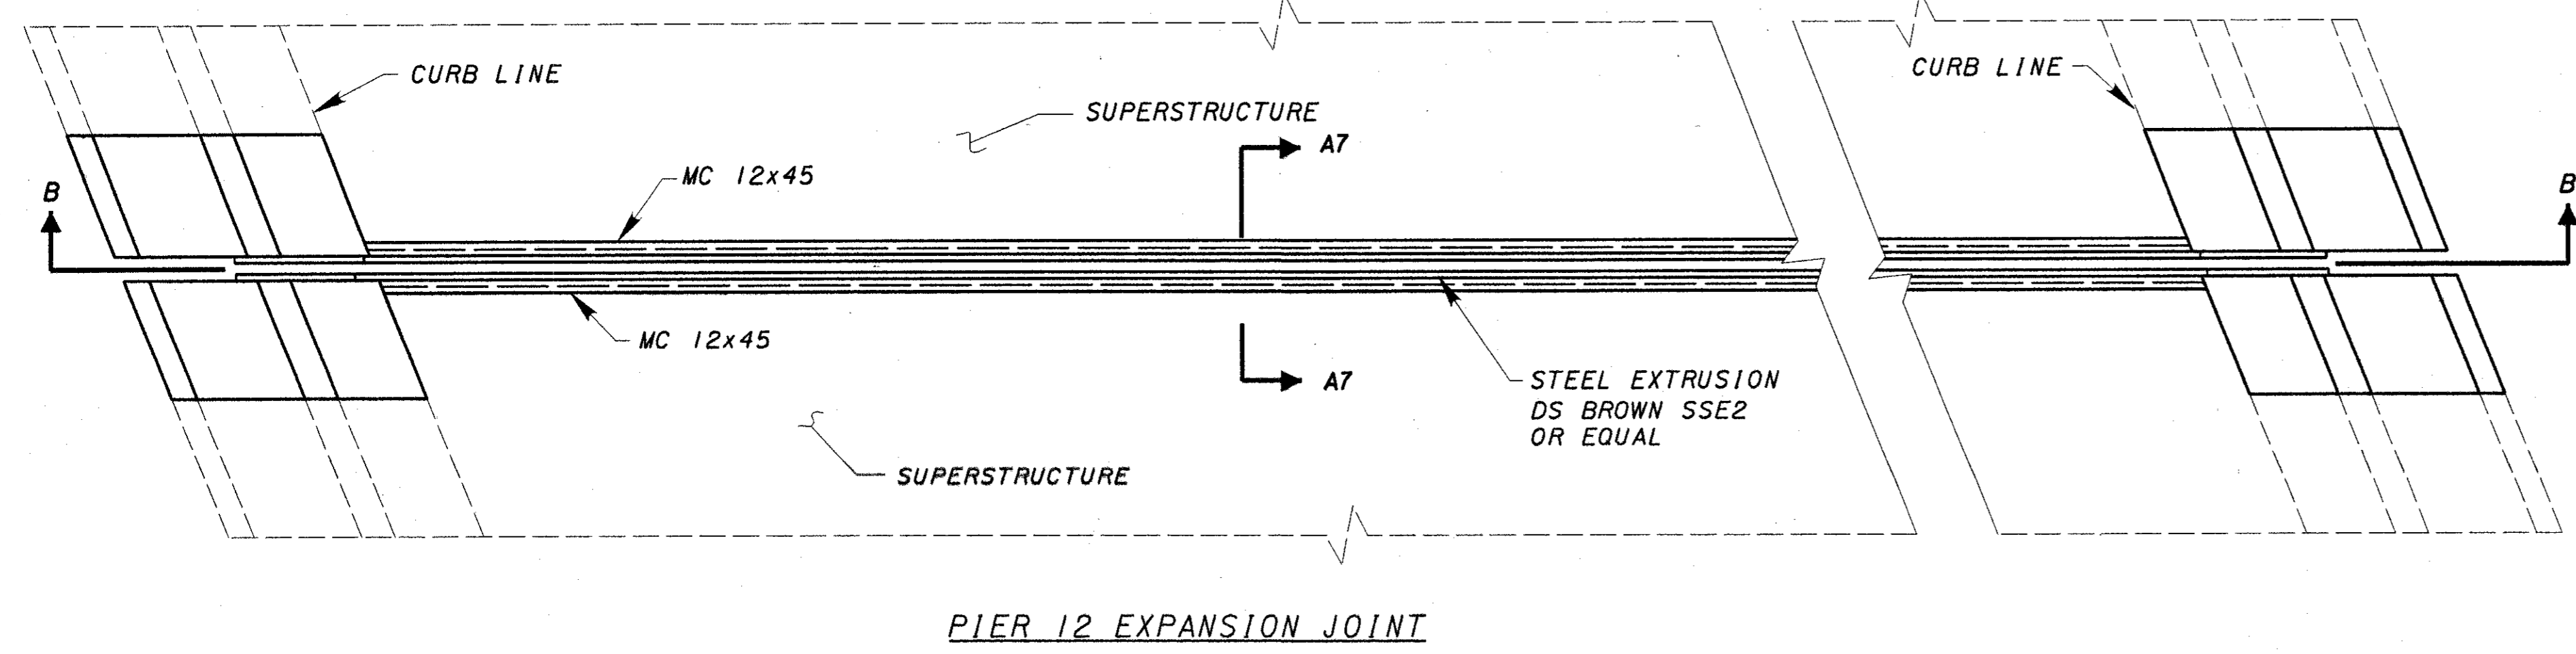 CURB LINE
CURB LINE
SUPERSTRUCTURE
A7
MC 12x45
B
B
MC 12x45
A7
STEEL EXTRUSION
DS BROWN SSE2
OR EQUAL
SUPERSTRUCTURE
PIER 12 EXPANSION JOINT